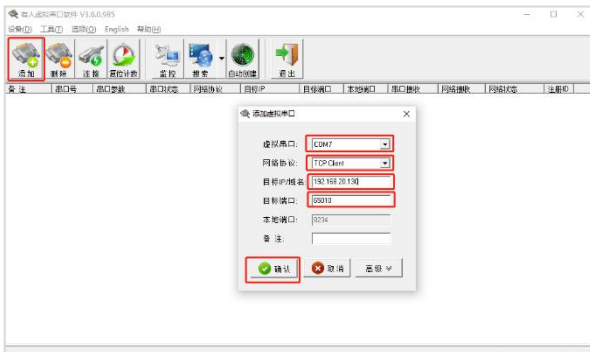 有人虚拟串口软件 V3.6.0.985
设备(D) 工具(T) 选项(O) English 帮助(H)
添加 删除 连接 复位计数 监控 搜索 自动创建 退出
备注 串口号 串口参数 串口状态 网络协议 目标IP 目标端口 本地端口 串口接收 网络接收 网络状态 注册ID
添加虚拟串口
虚拟串口: COM7
网络协议: TCP Client
目标IP/域名: 192.168.20.130
目标端口: 65010
本地端口: 8234
备 注:
确认 取消 高级